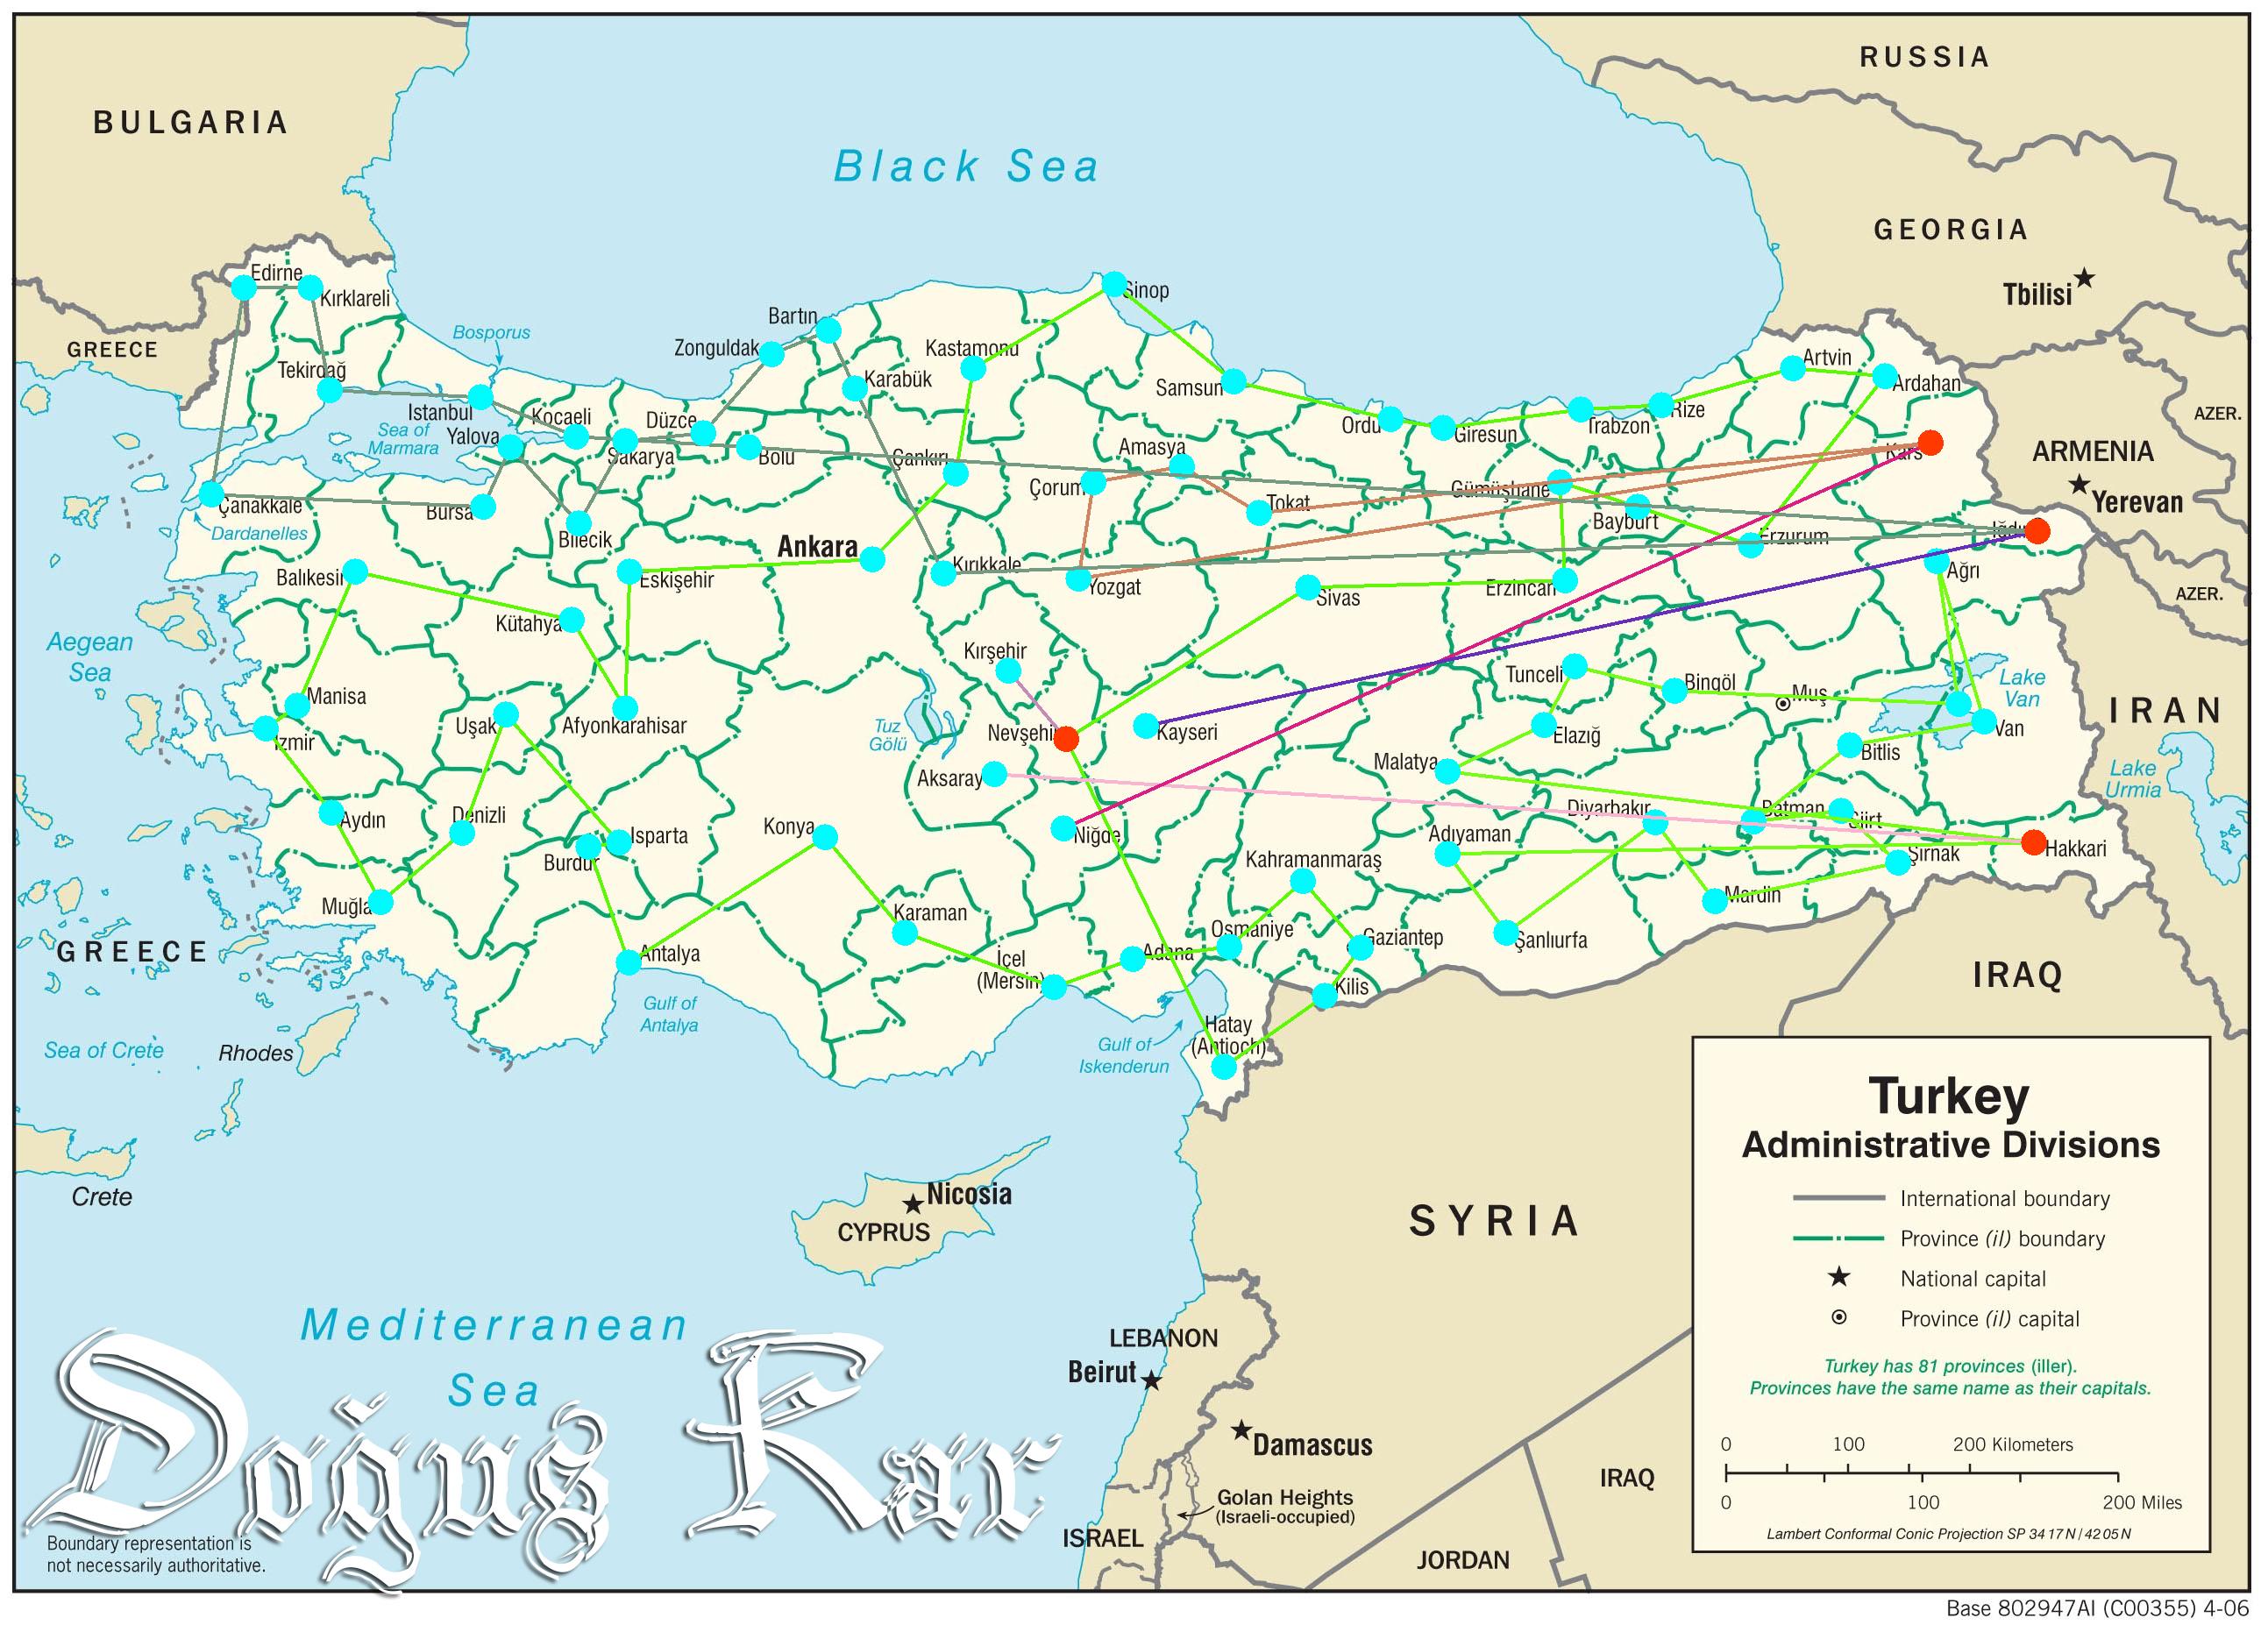 RUSSIA
BULGARIA
Black Sea
GEORGIA
Tbilisi
Edirne
Kırklareli
Sinop
Bartın
Bosporus
GREECE
Zonguldak
Kastamonu
Artvin
Tekirdağ
Karabük
Samsun
Ardahan
AZER.
Istanbul
Kocaeli
Düzce
Ordu
Giresun
Trabzon
Rize
Yalova
Sea of
Marmara
Sakarya
Bolu
Çankırı
Amasya
Kars
ARMENIA
Yerevan
Çorum
Gümüşhane
Çanakkale
Bursa
Tokat
Bayburt
Dardanelles
Bilecik
Erzurum
Iğdır
Ankara
Kırıkkale
Ağrı
Balıkesir
Eskişehir
Yozgat
Sivas
Erzincan
AZER.
Kütahya
Aegean
Sea
Kırşehir
Tunceli
Bingöl
Muş
Lake
Van
Manisa
Uşak
Afyonkarahisar
Tuz
Gölü
Nevşehir
Kayseri
Elazığ
Van
IRAN
Izmir
Bitlis
Malatya
Aksaray
Lake
Urmia
Aydın
Denizli
Isparta
Konya
Niğde
Diyarbakır
Batman
Siirt
Adıyaman
Burdur
Kahramanmaraş
Şirnak
Hakkari
Muğla
Karaman
Mardin
GREECE
Antalya
İçel
(Mersin)
Adana
Osmaniye
Gaziantep
Şanlıurfa
IRAQ
Kilis
Gulf of
Antalya
Hatay
(Antioch)
Sea of Crete
Rhodes
Gulf of
Iskenderun
Turkey
Administrative Divisions
International boundary
Province (il) boundary
National capital
Province (il) capital
Turkey has 81 provinces (iller).
Provinces have the same name as their capitals.
0 100 200 Kilometers
0 100 200 Miles
Lambert Conformal Conic Projection SP 34 17 N / 42 05 N
Crete
Nicosia
CYPRUS
SYRIA
Mediterranean
Sea
LEBANON
Beirut
Damascus
Golan Heights
(Israeli-occupied)
IRAQ
ISRAEL
JORDAN
Doğuş Kar
Boundary representation is
not necessarily authoritative.
Base 802947AI (C00355) 4-06